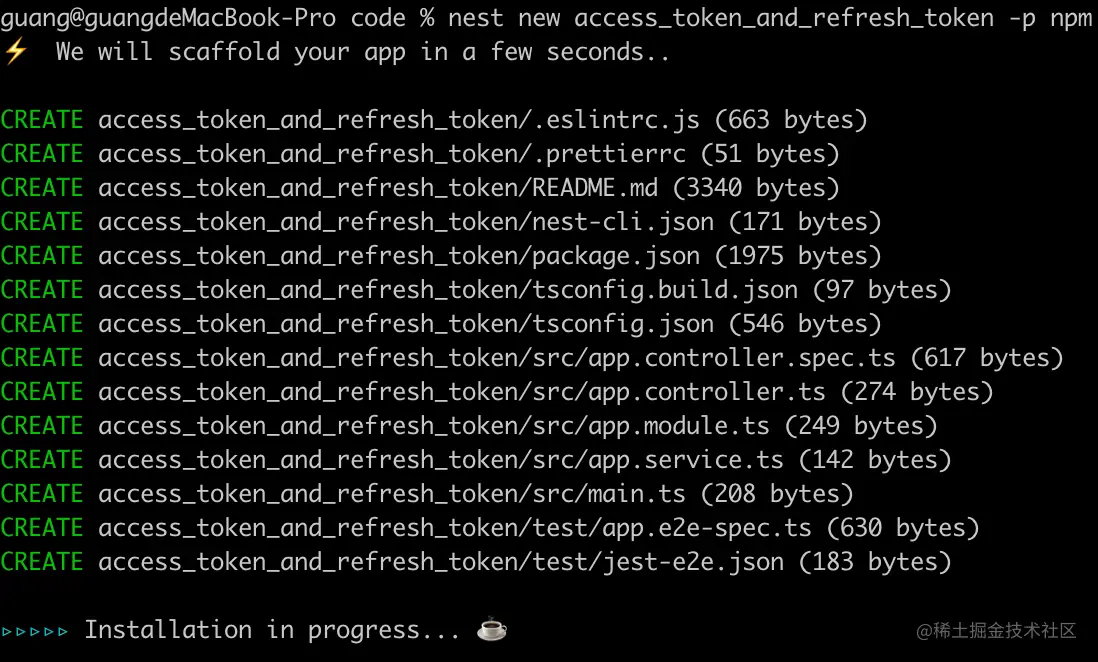 guang@guangdeMacBook-Pro code % nest new access_token_and_refresh_token -p npm
⚡ We will scaffold your app in a few seconds..
CREATE access_token_and_refresh_token/.eslintrc.js (663 bytes)
CREATE access_token_and_refresh_token/.prettierrc (51 bytes)
CREATE access_token_and_refresh_token/README.md (3340 bytes)
CREATE access_token_and_refresh_token/nest-cli.json (171 bytes)
CREATE access_token_and_refresh_token/package.json (1975 bytes)
CREATE access_token_and_refresh_token/tsconfig.build.json (97 bytes)
CREATE access_token_and_refresh_token/tsconfig.json (546 bytes)
CREATE access_token_and_refresh_token/src/app.controller.spec.ts (617 bytes)
CREATE access_token_and_refresh_token/src/app.controller.ts (274 bytes)
CREATE access_token_and_refresh_token/src/app.module.ts (249 bytes)
CREATE access_token_and_refresh_token/src/app.service.ts (142 bytes)
CREATE access_token_and_refresh_token/src/main.ts (208 bytes)
CREATE access_token_and_refresh_token/test/app.e2e-spec.ts (630 bytes)
CREATE access_token_and_refresh_token/test/jest-e2e.json (183 bytes)
▹▹▹▹▹ Installation in progress... ☕
@稀土掘金技术社区